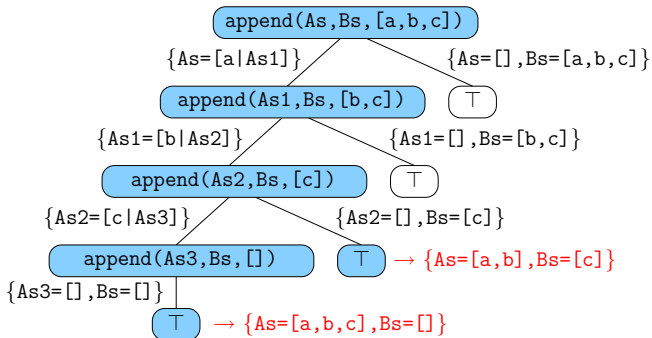 append(As,Bs,[a,b,c])
{As=[a|As1]} {As=[],Bs=[a,b,c]}
append(As1,Bs,[b,c]) ⊤
{As1=[b|As2]} {As1=[],Bs=[b,c]}
append(As2,Bs,[c]) ⊤
{As2=[c|As3]} {As2=[],Bs=[c]}
append(As3,Bs,[]) ⊤ → {As=[a,b],Bs=[c]}
{As3=[],Bs=[]}
⊤ → {As=[a,b,c],Bs=[]}